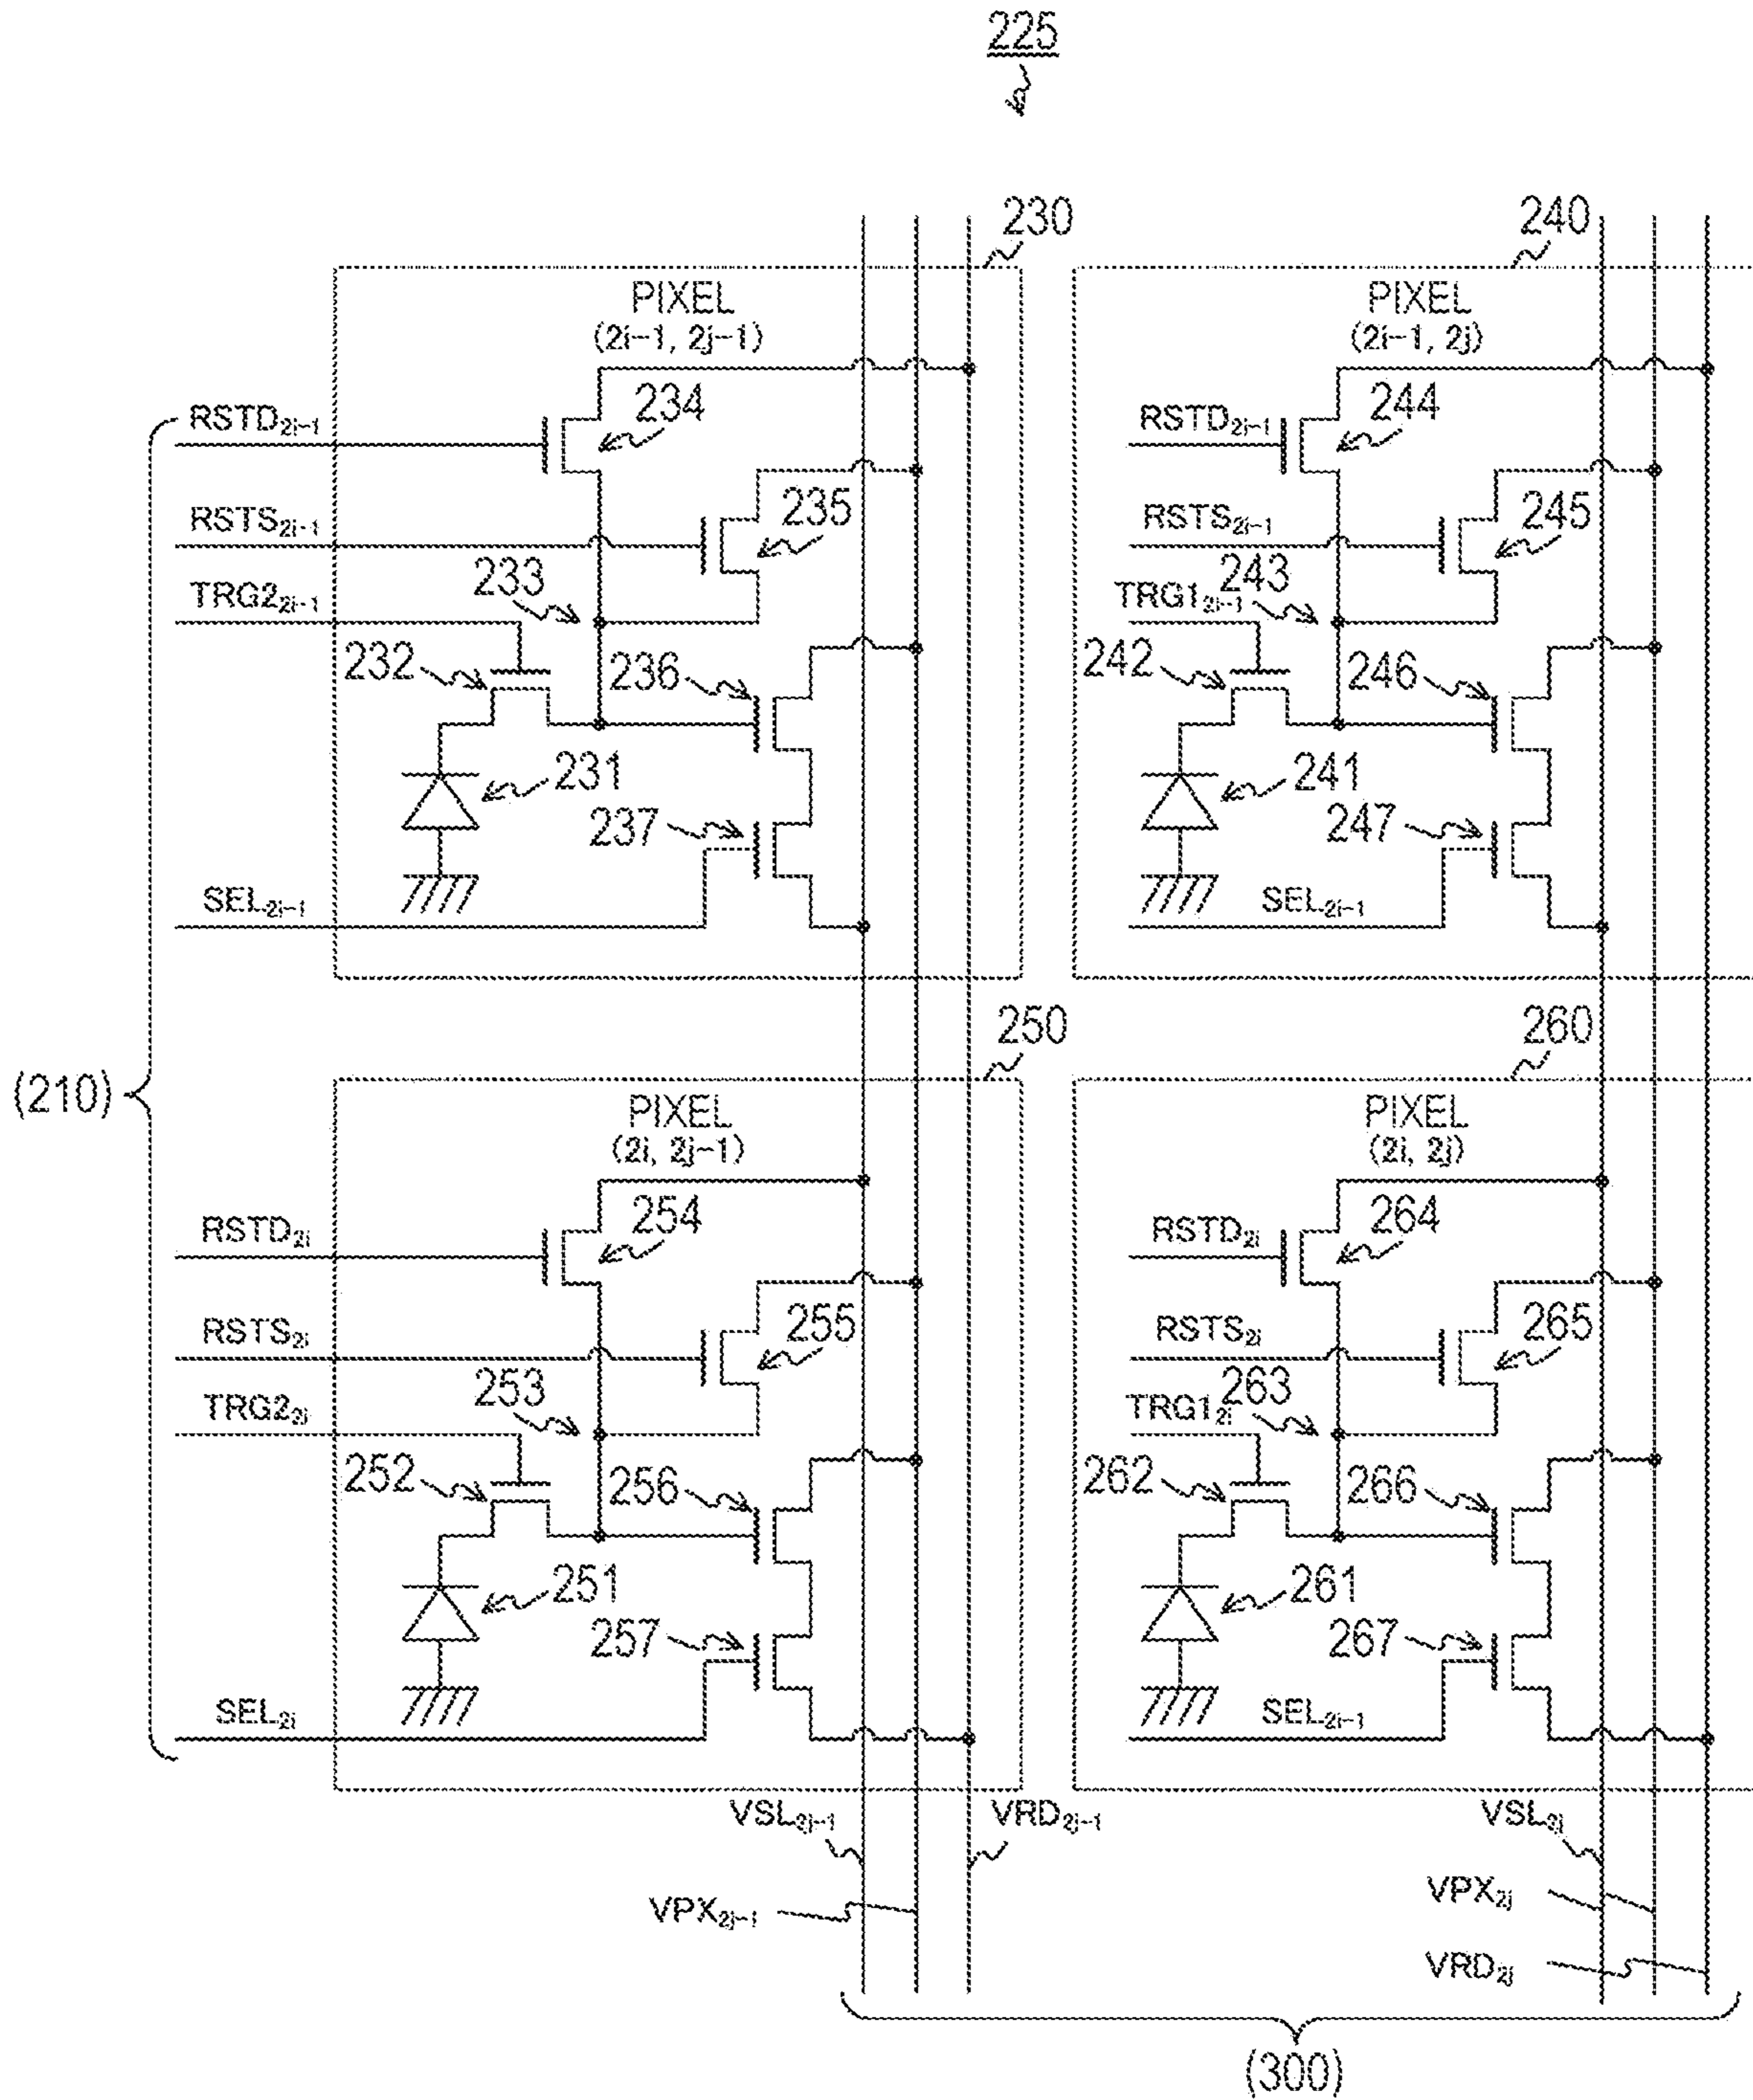 225
230
240
PIXEL
(2i-1, 2j-1)
PIXEL
(2i-1, 2j)
RSTD2i-1
234
RSTD2i-1
244
RSTS2i-1
235
RSTS2i-1
245
TRG22i-1
233
TRG12i-1
243
232
236
242
246
231
241
237
247
SEL2i-1
SEL2i-1
250
260
(210)
PIXEL
(2i, 2j-1)
PIXEL
(2i, 2j)
RSTD2i
254
RSTD2i
264
RSTS2i
255
RSTS2i
265
TRG22i
253
TRG12i
263
252
256
262
266
251
261
257
267
SEL2i
SEL2i-1
VSL2j-1
VRD2j-1
VSL2j
VPX2j-1
VPX2j
VRD2j
(300)